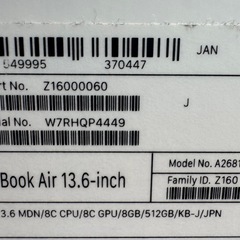 JAN
549995 370447
rt No. Z16000060
J
rial No. W7RHQP4449
Book Air 13.6-inch
Model No. A2681
Family ID. Z160
3.6 MDN/8C CPU/8C GPU/8GB/512GB/KB-J/JPN